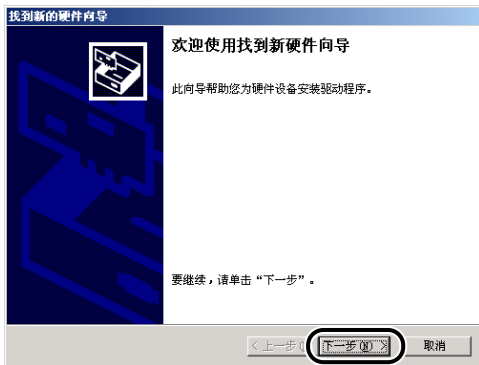 找到新的硬件向导
欢迎使用找到新硬件向导
此向导帮助您为硬件设备安装驱动程序。
要继续，请单击“下一步”。
<上一步( 下一步(N) > 取消